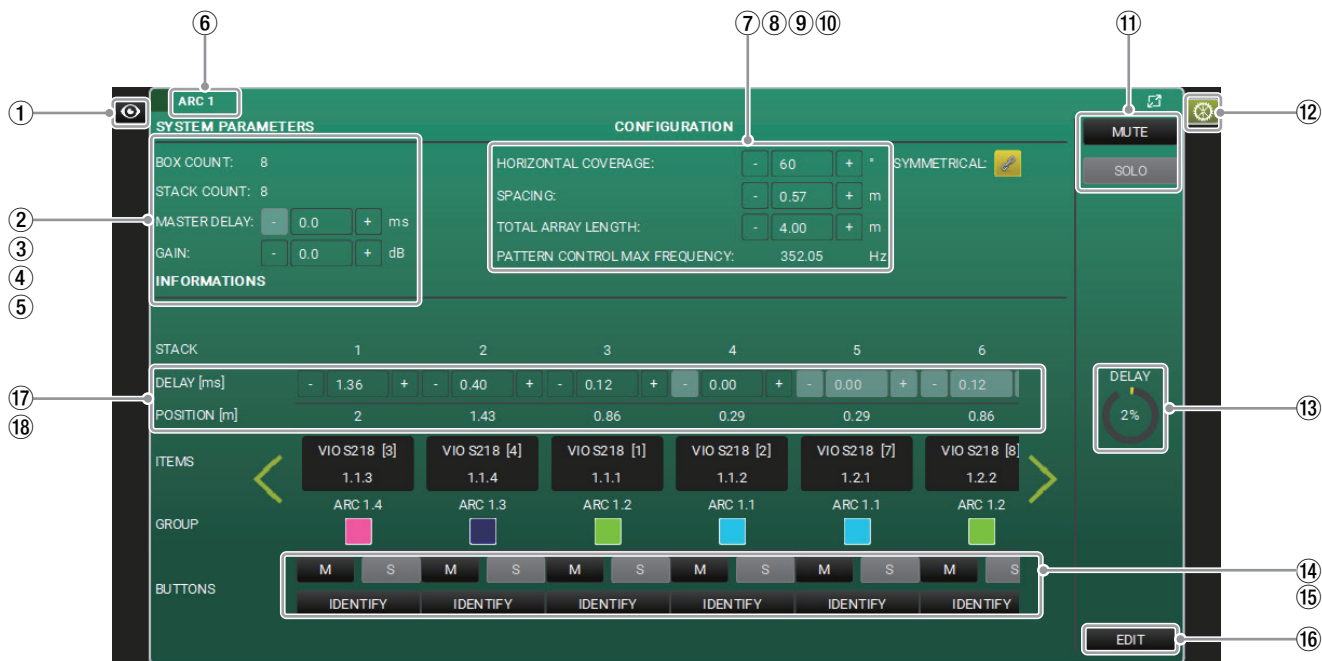 ⑥ ⑦ ⑧ ⑨ ⑩ ⑪
① ARC 1 ⑫
SYSTEM PARAMETERS CONFIGURATION MUTE
BOX COUNT: 8 HORIZONTAL COVERAGE: - 60 + ° SYMMETRICAL: SOLO
STACK COUNT: 8 SPACING: - 0.57 + m
② MASTER DELAY: - 0.0 + ms TOTAL ARRAY LENGTH: - 4.00 + m
③ GAIN: - 0.0 + dB PATTERN CONTROL MAX FREQUENCY: 352.05 Hz
④ INFORMATIONS
⑤
STACK 1 2 3 4 5 6
⑰ DELAY [ms] - 1.36 + - 0.40 + - 0.12 + - 0.00 + - 0.00 + - 0.12 DELAY
⑱ POSITION [m] 2 1.43 0.86 0.29 0.29 0.86 2% ⑬
ITEMS VIO S218 [3] VIO S218 [4] VIO S218 [1] VIO S218 [2] VIO S218 [7] VIO S218 [8]
1.1.3 1.1.4 1.1.1 1.1.2 1.2.1 1.2.2
ARC 1.4 ARC 1.3 ARC 1.2 ARC 1.1 ARC 1.1 ARC 1.2
GROUP
M S M S M S M S M S M S ⑭
BUTTONS ⑮
IDENTIFY IDENTIFY IDENTIFY IDENTIFY IDENTIFY IDENTIFY
EDIT ⑯